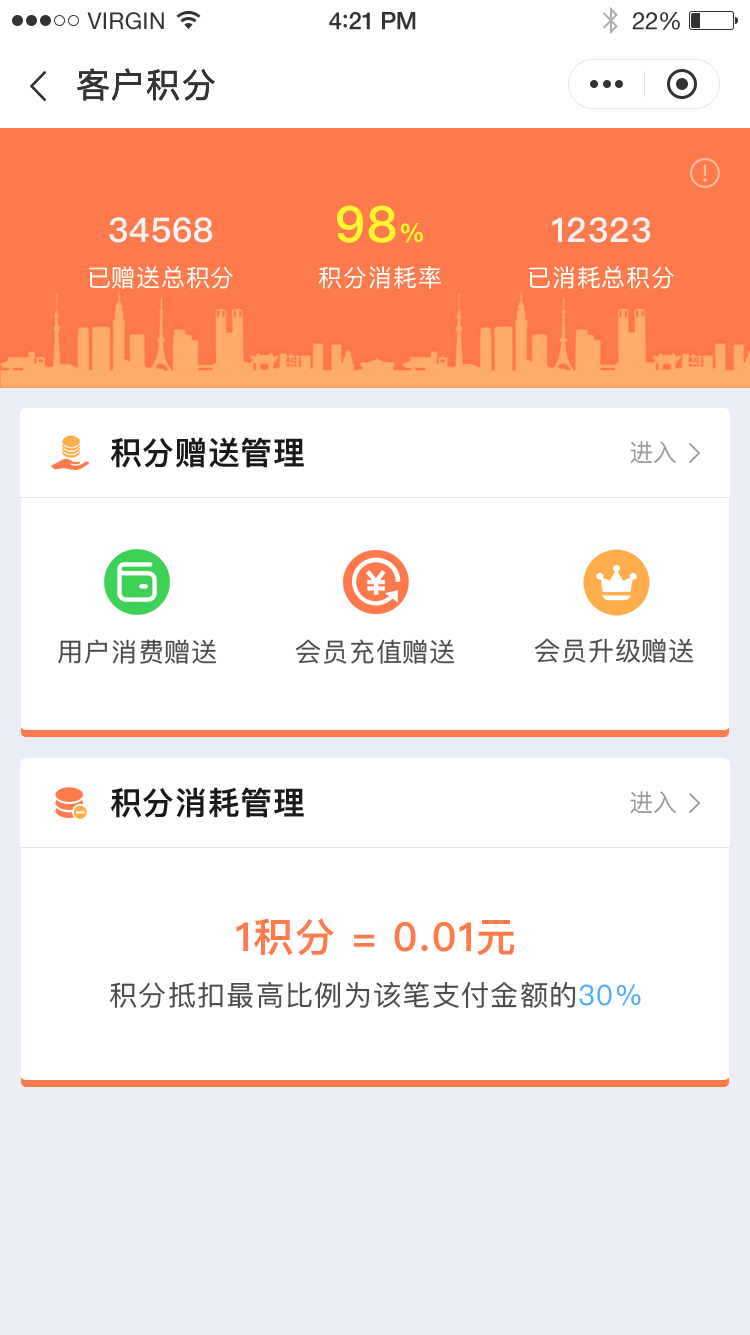 VIRGIN 4:21 PM 22%
客户积分
34568 98% 12323
已赠送总积分 积分消耗率 已消耗总积分
积分赠送管理 进入
用户消费赠送 会员充值赠送 会员升级赠送
积分消耗管理 进入
1积分 = 0.01元
积分抵扣最高比例为该笔支付金额的30%